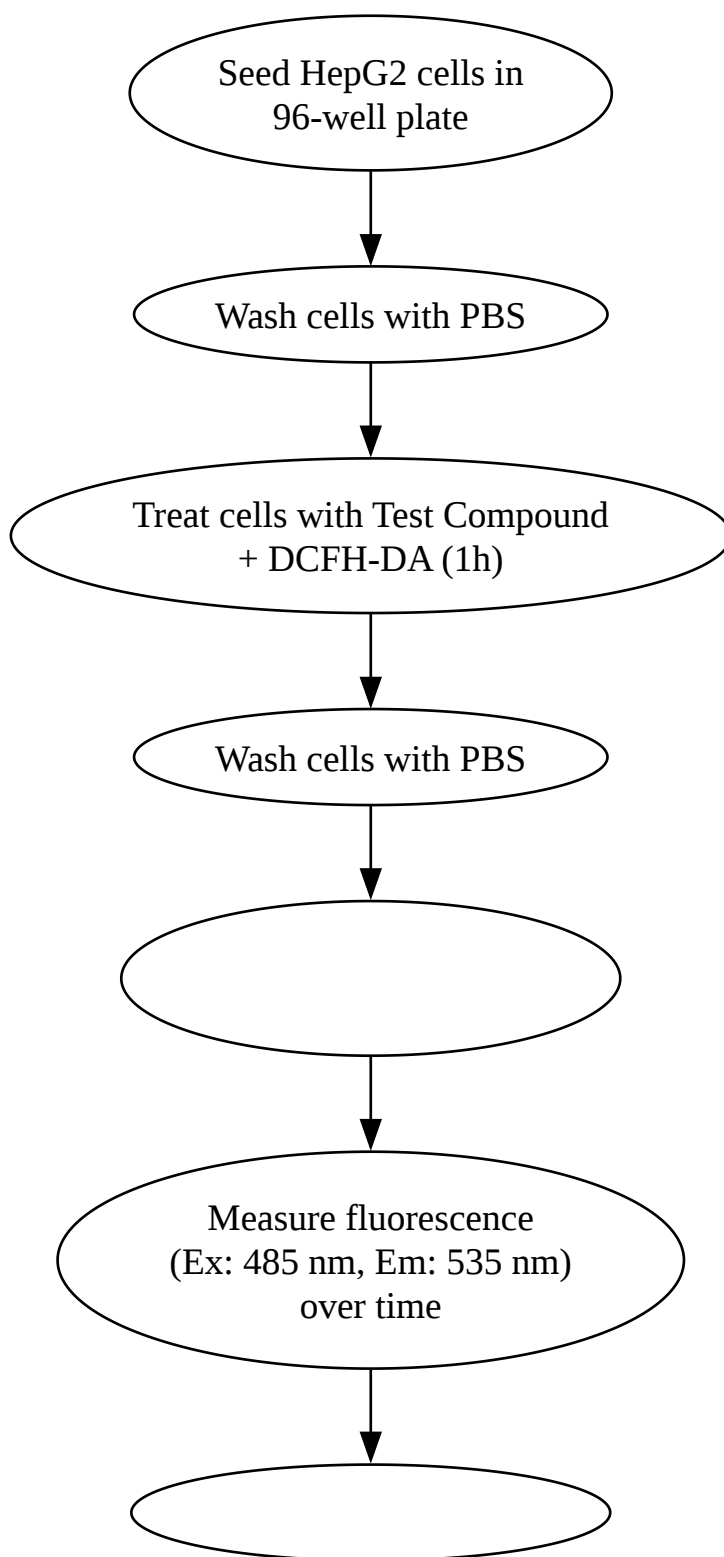 Seed HepG2 cells in
96-well plate
Wash cells with PBS
Treat cells with Test Compound
+ DCFH-DA (1h)
Wash cells with PBS
Measure fluorescence
(Ex: 485 nm, Em: 535 nm)
over time